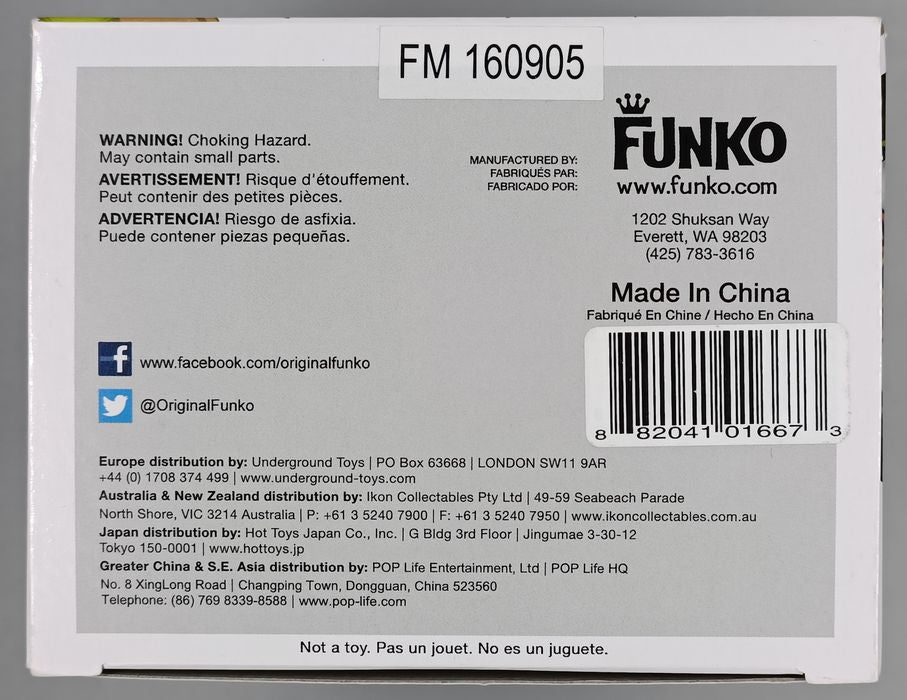 FM 160905
WARNING! Choking Hazard.
May contain small parts.
AVERTISSEMENT! Risque d'étouffement.
Peut contenir des petites pièces.
ADVERTENCIA! Riesgo de asfixia.
Puede contener piezas pequeñas.
MANUFACTURED BY:
FABRIQUÉS PAR:
FABRICADO POR:
FUNKO
www.funko.com
1202 Shuksan Way
Everett, WA 98203
(425) 783-3616
Made In China
Fabriqué En Chine / Hecho En China
8 82041 01667 3
f www.facebook.com/originalfunko
@OriginalFunko
Europe distribution by: Underground Toys | PO Box 63668 | LONDON SW11 9AR
+44 (0) 1708 374 499 | www.underground-toys.com
Australia & New Zealand distribution by: Ikon Collectables Pty Ltd | 49-59 Seabeach Parade
North Shore, VIC 3214 Australia | P: +61 3 5240 7900 | F: +61 3 5240 7950 | www.ikoncollectables.com.au
Japan distribution by: Hot Toys Japan Co., Inc. | G Bldg 3rd Floor | Jingumae 3-30-12
Tokyo 150-0001 | www.hottoys.jp
Greater China & S.E. Asia distribution by: POP Life Entertainment, Ltd | POP Life HQ
No. 8 XingLong Road | Changping Town, Dongguan, China 523560
Telephone: (86) 769 8339-8588 | www.pop-life.com
Not a toy. Pas un jouet. No es un juguete.